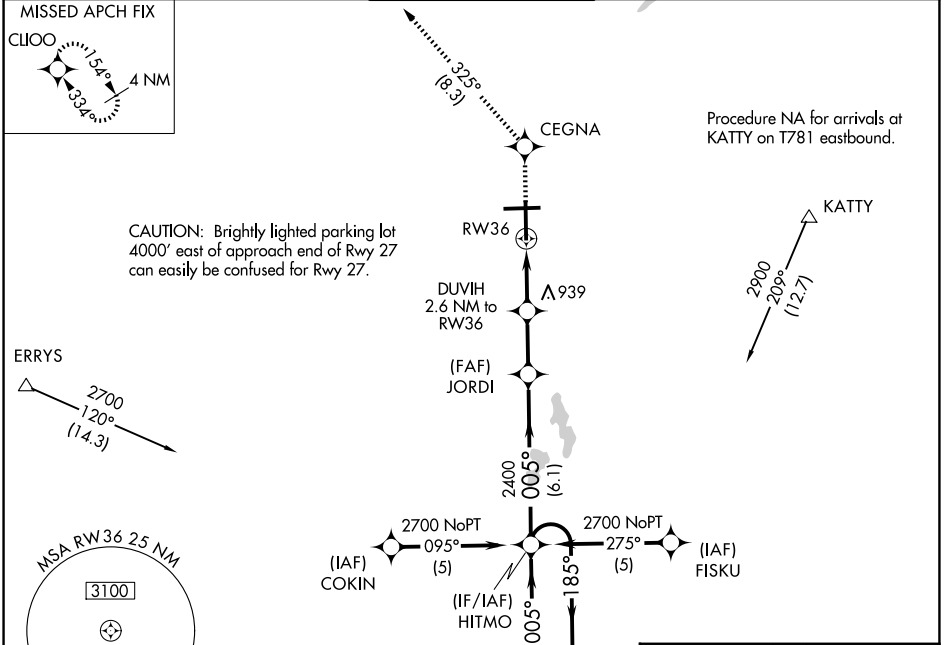 MISSED APCH FIX
CLIOO
154°
4 NM
334°
325°
(8.3)
CEGNA
Procedure NA for arrivals at
KATTY on T781 eastbound.
KATTY
2900
209°
(12.7)
CAUTION: Brightly lighted parking lot
4000' east of approach end of Rwy 27
can easily be confused for Rwy 27.
RW36
DUVIH
2.6 NM to
RW36
939
(FAF)
JORDI
ERRYS
2700
120°
(14.3)
2400
005°
(6.1)
2700 NoPT
095°
(5)
(IAF)
COKIN
2700 NoPT
275°
(5)
(IAF)
FISKU
(IF/IAF)
HITMO
005°
185°
MSA RW36 25 NM
3100